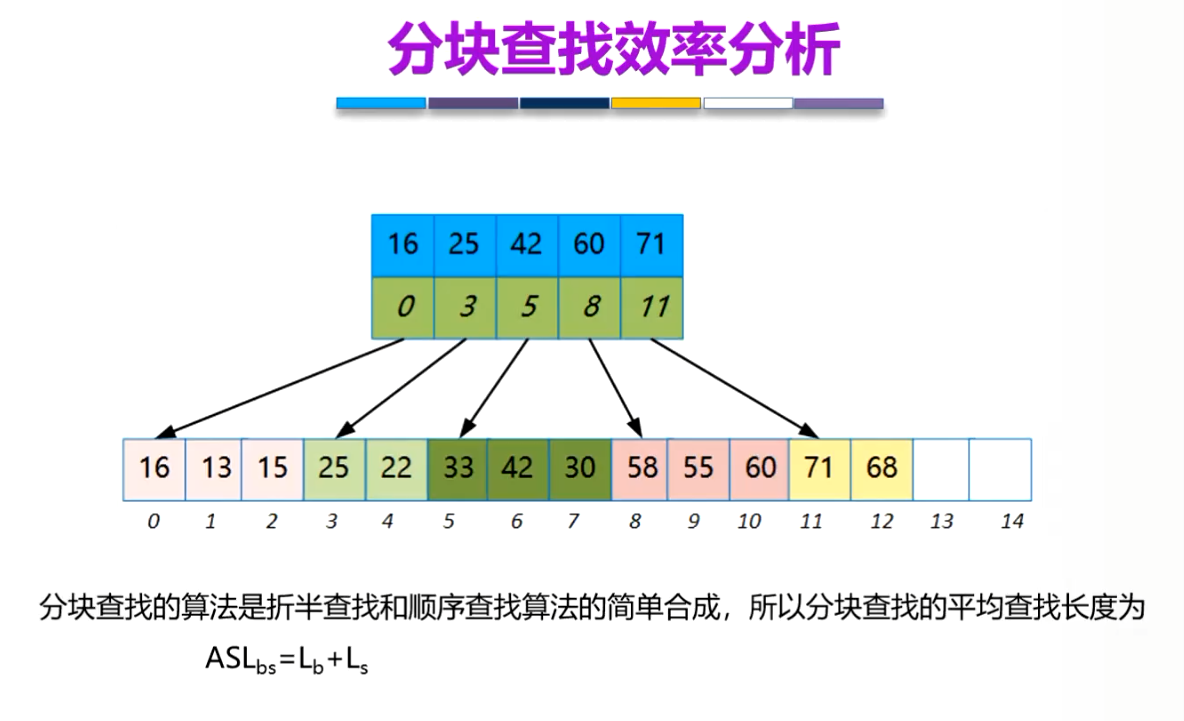 分块查找效率分析
16 25 42 60 71
0 3 5 8 11
16 13 15 25 22 33 42 30 58 55 60 71 68
0 1 2 3 4 5 6 7 8 9 10 11 12 13 14
分块查找的算法是折半查找和顺序查找算法的简单合成，所以分块查找的平均查找长度为
ASLbs=Lb+Ls